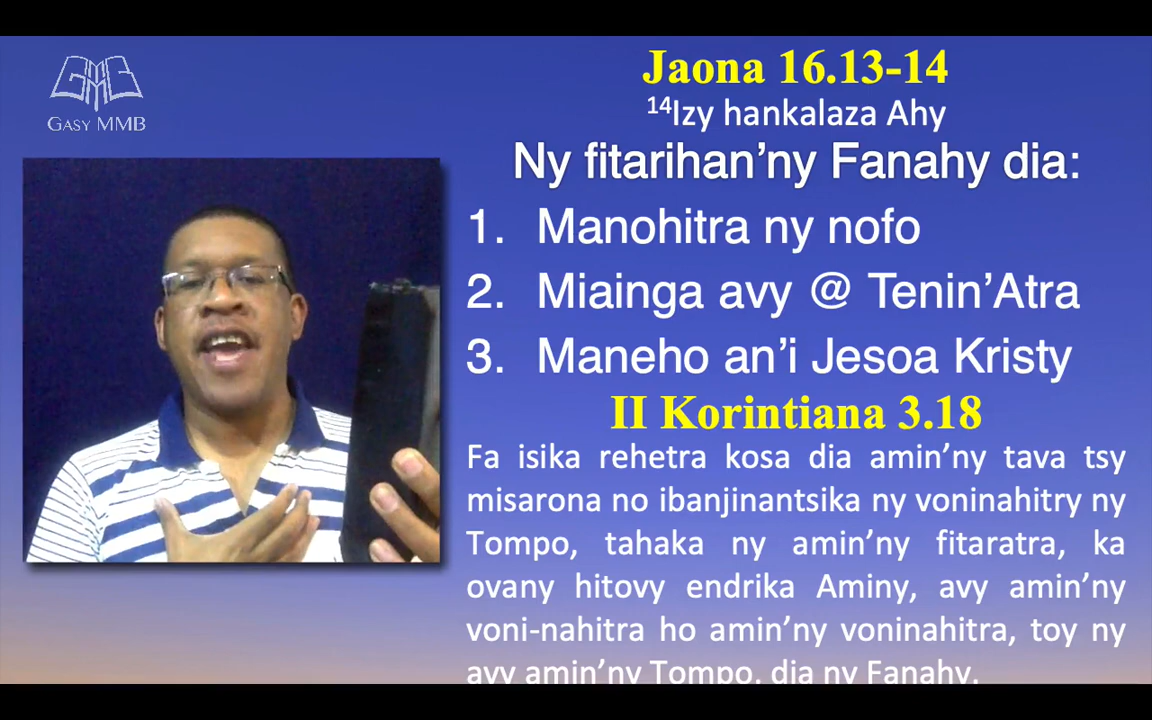 GMMB
GASY MMB
Jaona 16.13-14
14Izy hankalaza Ahy
Ny fitarihan’ny Fanahy dia:
1. Manohitra ny nofo
2. Miainga avy @ Tenin’Atra
3. Maneho an’i Jesoa Kristy
II Korintiana 3.18
Fa isika rehetra kosa dia amin’ny tava tsy
misarona no ibanjinantsika ny voninahitry ny
Tompo, tahaka ny amin’ny fitaratra, ka
ovany hitovy endrika Aminy, avy amin’ny
voni-nahitra ho amin’ny voninahitra, toy ny
avy amin’ny Tompo, dia ny Fanahy.